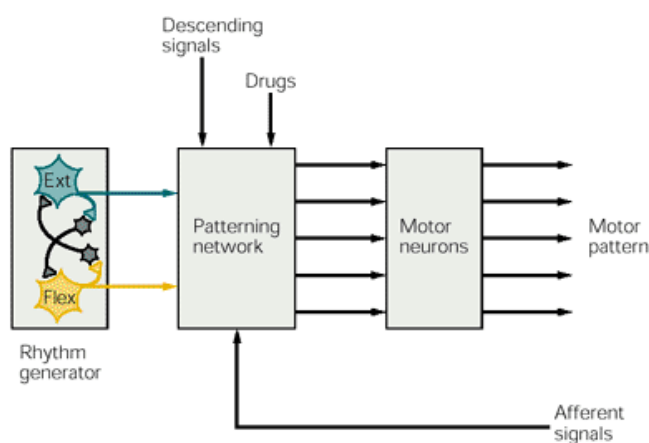 Descending
signals
Drugs
Ext
Flex
Patterning
network
Motor
neurons
Motor
pattern
Rhythm
generator
Afferent
signals